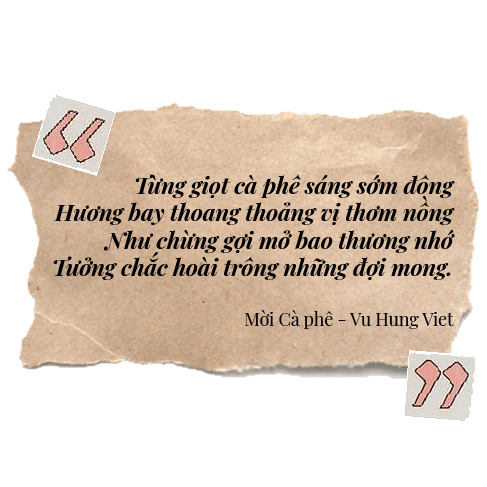 Từng giọt cà phê sáng sớm đông
Hương bay thoang thoảng vị thơm nồng
Như chừng gợi mở bao thương nhớ
Tưởng chắc hoài trông những đợi mong.
Mời Cà phê - Vu Hung Viet